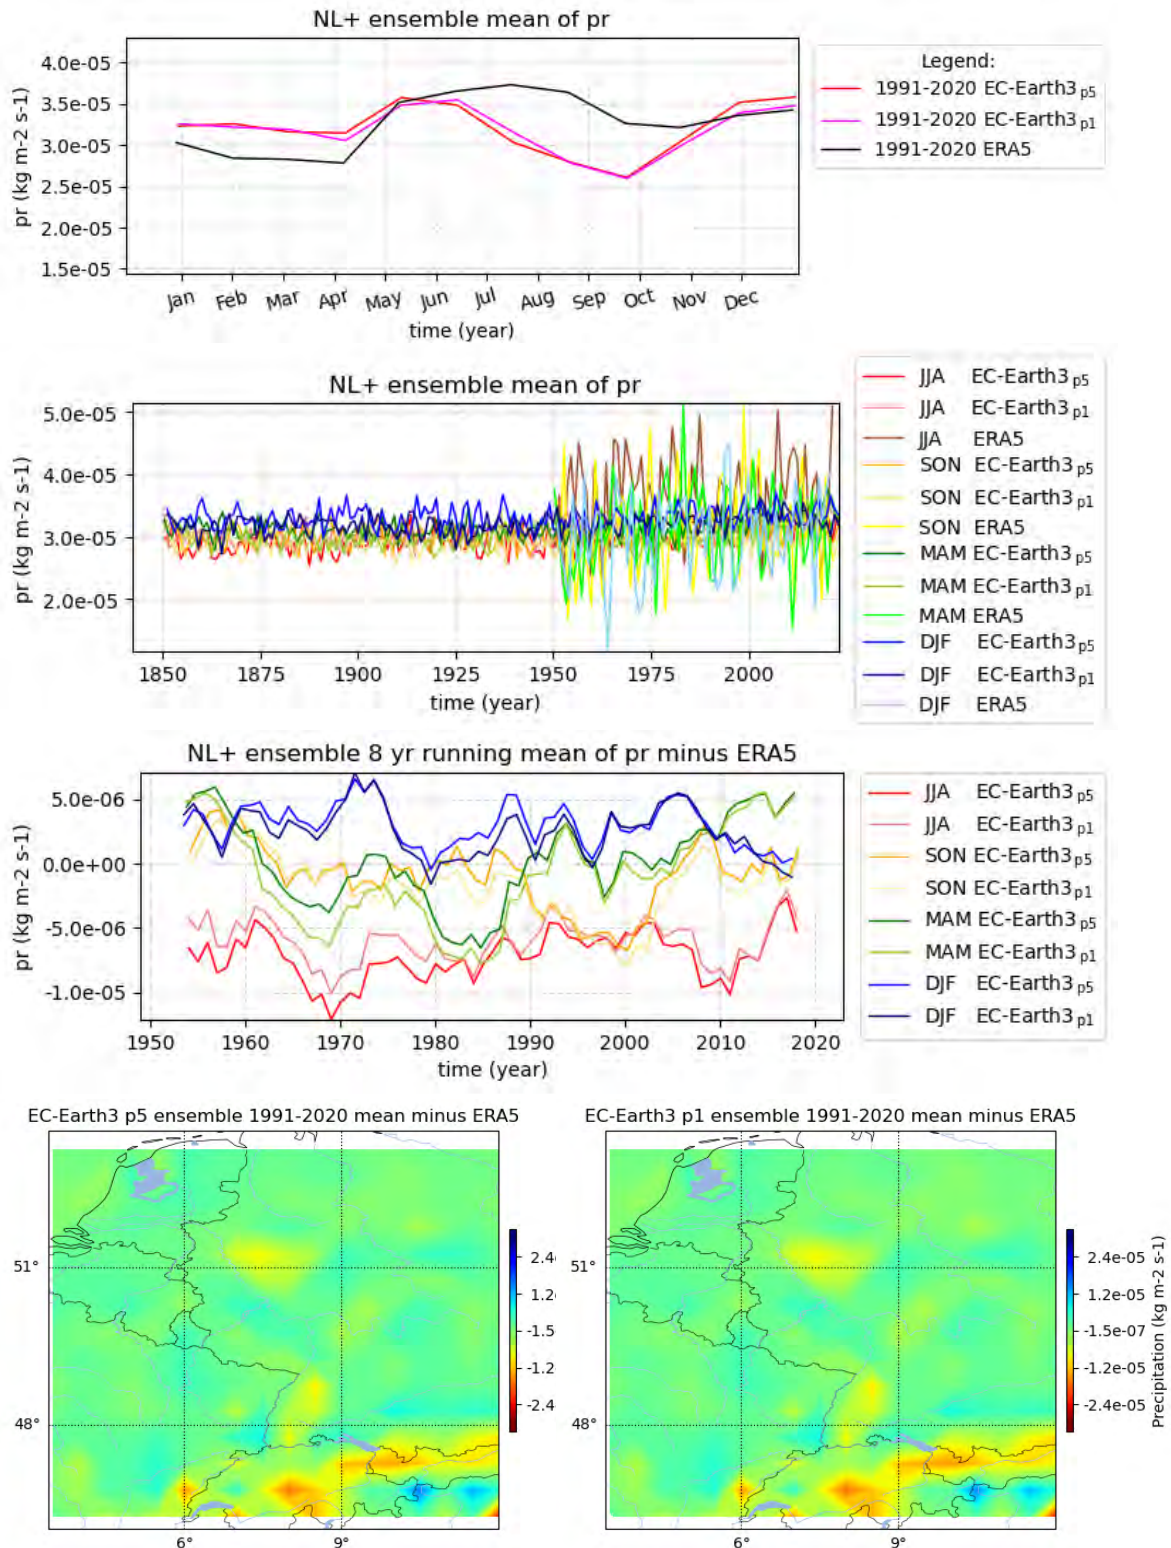 NL+ ensemble mean of pr
4.0e-05
3.5e-05
3.0e-05
2.5e-05
2.0e-05
1.5e-05
pr (kg m-2 s-1)
Jan Feb Mar Apr May Jun Jul Aug Sep Oct Nov Dec
time (year)
Legend:
1991-2020 EC-Earth3 p5
1991-2020 EC-Earth3 p1
1991-2020 ERA5
NL+ ensemble mean of pr
5.0e-05
4.0e-05
3.0e-05
2.0e-05
pr (kg m-2 s-1)
1850 1875 1900 1925 1950 1975 2000
time (year)
JJA EC-Earth3 p5
JJA EC-Earth3 p1
JJA ERA5
SON EC-Earth3 p5
SON EC-Earth3 p1
SON ERA5
MAM EC-Earth3 p5
MAM EC-Earth3 p1
MAM ERA5
DJF EC-Earth3 p5
DJF EC-Earth3 p1
DJF ERA5
NL+ ensemble 8 yr running mean of pr minus ERA5
5.0e-06
0.0e+00
-5.0e-06
-1.0e-05
pr (kg m-2 s-1)
1950 1960 1970 1980 1990 2000 2010 2020
time (year)
JJA EC-Earth3 p5
JJA EC-Earth3 p1
SON EC-Earth3 p5
SON EC-Earth3 p1
MAM EC-Earth3 p5
MAM EC-Earth3 p1
DJF EC-Earth3 p5
DJF EC-Earth3 p1
EC-Earth3 p5 ensemble 1991-2020 mean minus ERA5
51°
48°
6° 9°
2.4
1.2
-1.5
-1.2
-2.4
EC-Earth3 p1 ensemble 1991-2020 mean minus ERA5
51°
48°
6° 9°
2.4e-05
1.2e-05
-1.5e-07
-1.2e-05
-2.4e-05
Precipitation (kg m-2 s-1)